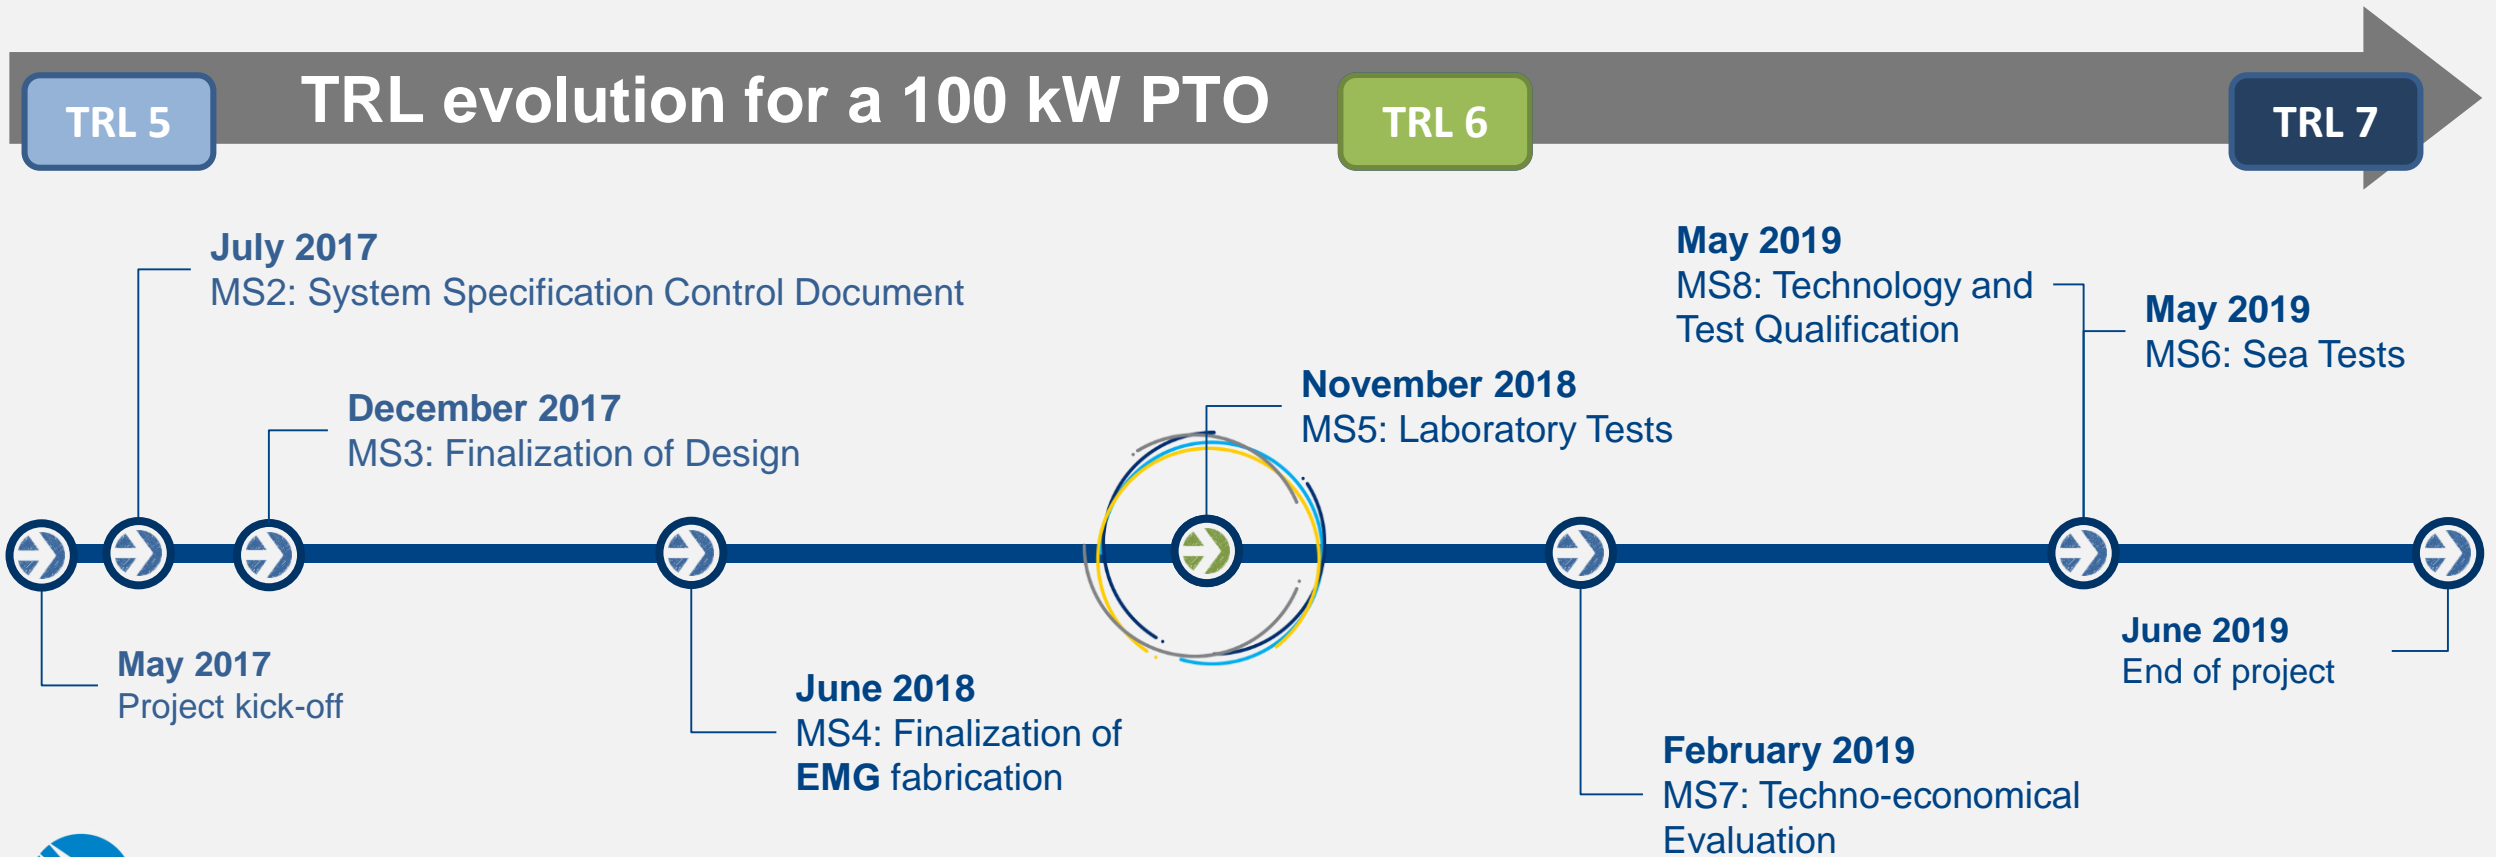 TRL evolution for a 100 kW PTO
TRL 5
TRL 6
TRL 7
July 2017
MS2: System Specification Control Document
December 2017
MS3: Finalization of Design
November 2018
MS5: Laboratory Tests
May 2019
MS8: Technology and
Test Qualification
May 2019
MS6: Sea Tests
May 2017
Project kick-off
June 2018
MS4: Finalization of
EMG fabrication
February 2019
MS7: Techno-economical
Evaluation
June 2019
End of project